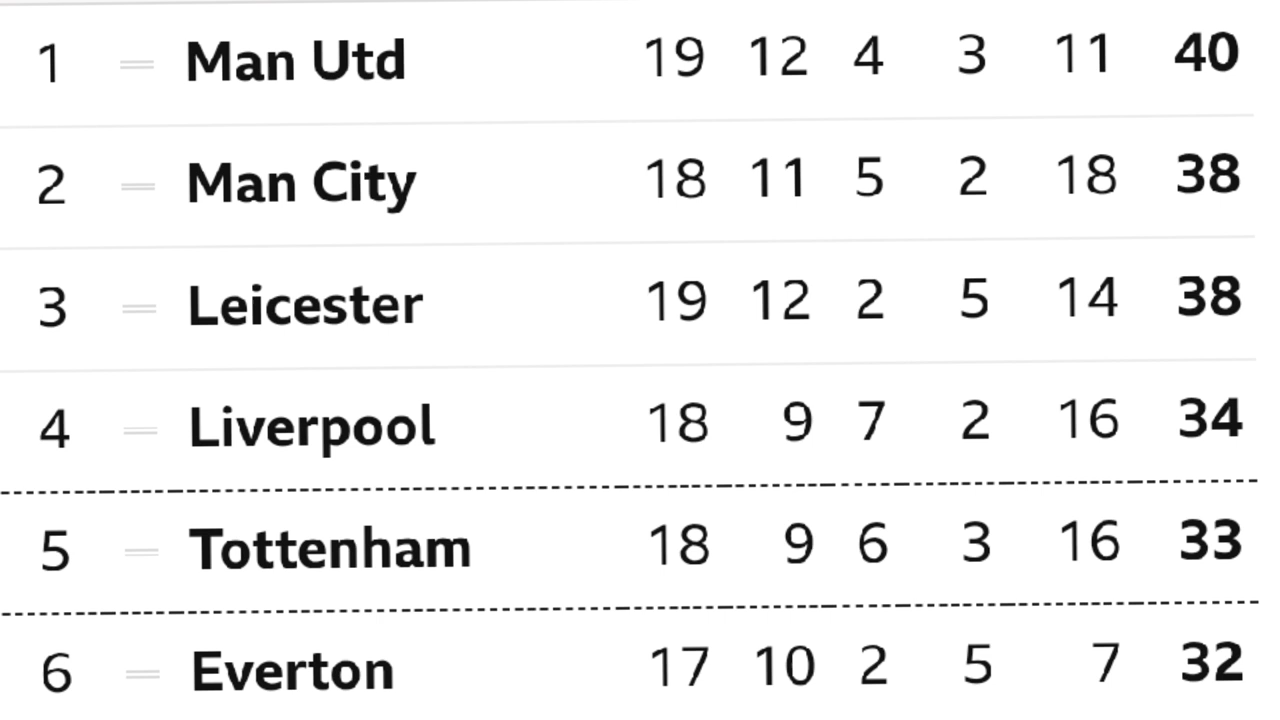 1 Man Utd 19 12 4 3 11 40
2 Man City 18 11 5 2 18 38
3 Leicester 19 12 2 5 14 38
4 Liverpool 18 9 7 2 16 34
5 Tottenham 18 9 6 3 16 33
6 Everton 17 10 2 5 7 32